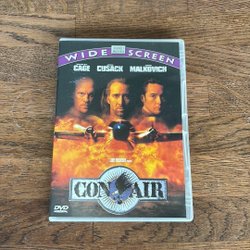 WIDE SCREEN
CAGE CUSACK MALKOVICH
CON AIR
DVD